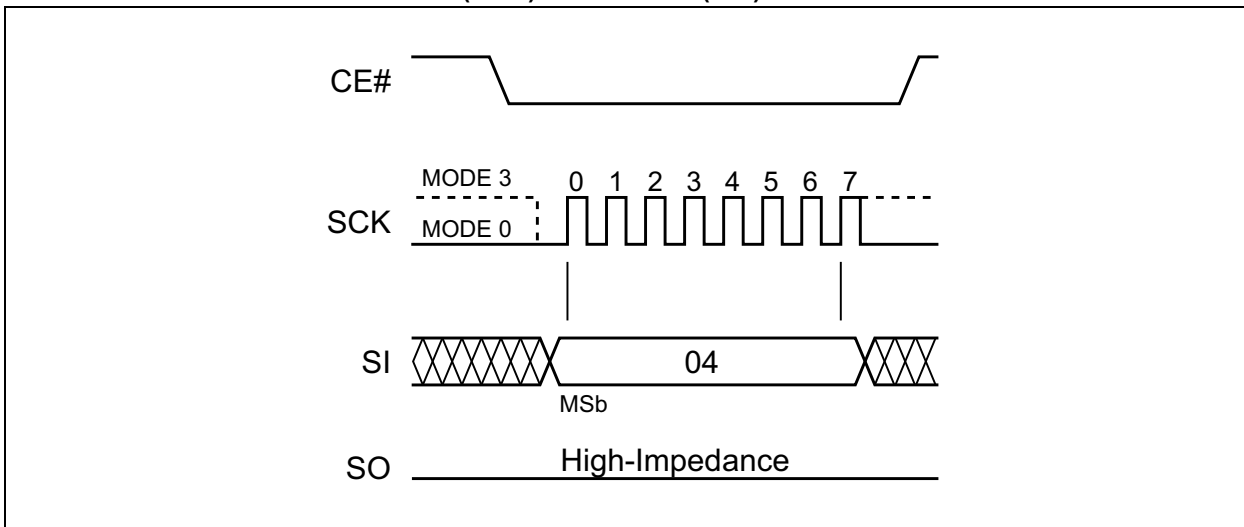 CE#
MODE 3
0 1 2 3 4 5 6 7
SCK
MODE 0
SI
04
MSb
SO
High-Impedance